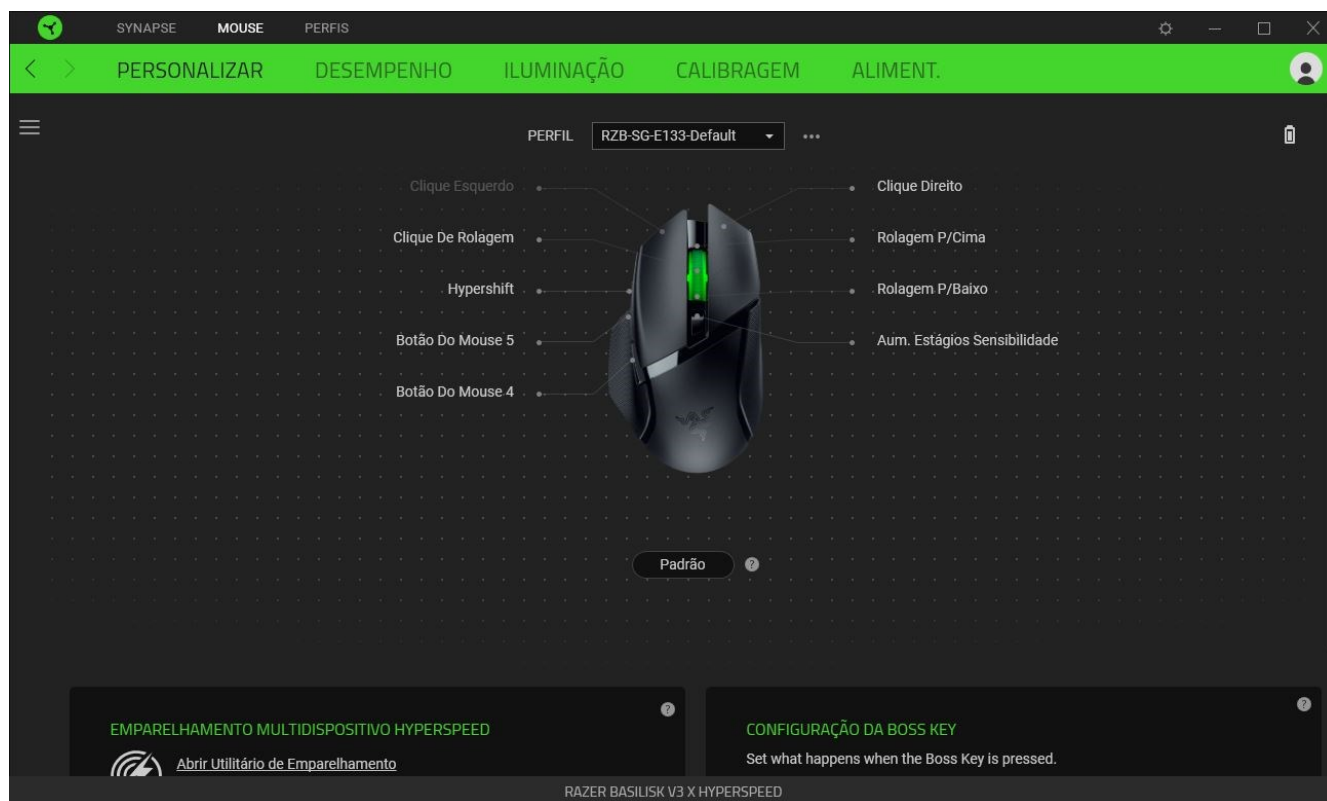 SYNAPSE MOUSE PERFIS
PERSONALIZAR DESEMPENHO ILUMINAÇÃO CALIBRAGEM ALIMENT.
PERFIL RZB-SG-E133-Default
Clique Esquerdo Clique Direito
Clique De Rolagem Rolagem P/Cima
Hypershift Rolagem P/Baixo
Botão Do Mouse 5 Aum. Estágios Sensibilidade
Botão Do Mouse 4
Padrão ?
? ?
EMPARELHAMENTO MULTIDISPOSITIVO HYPERSPEED CONFIGURAÇÃO DA BOSS KEY
Abrir Utilitário de Emparelhamento Set what happens when the Boss Key is pressed.
RAZER BASILISK V3 X HYPERSPEED